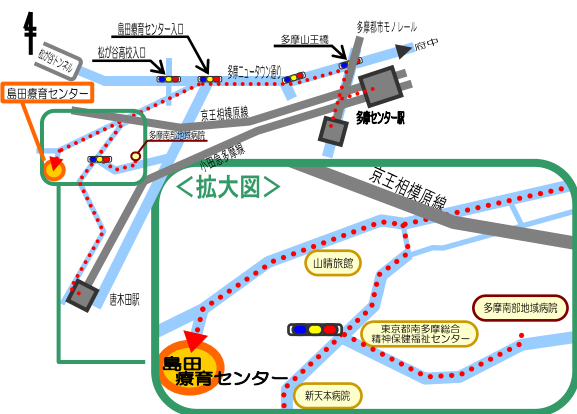 島田療育センター入口
松が谷高校入口
多摩山王橋
多摩都市モノレール
府中
松が谷トンネル
多摩ニュータウン通り
島田療育センター
京王相模原線
多摩センター駅
多摩南部地域病院
小田急多摩線
＜拡大図＞
京王相模原線
山晴旅館
多摩南部地域病院
東京都南多摩総合
精神保健福祉センター
島田
療育センター
新天本病院
唐木田駅